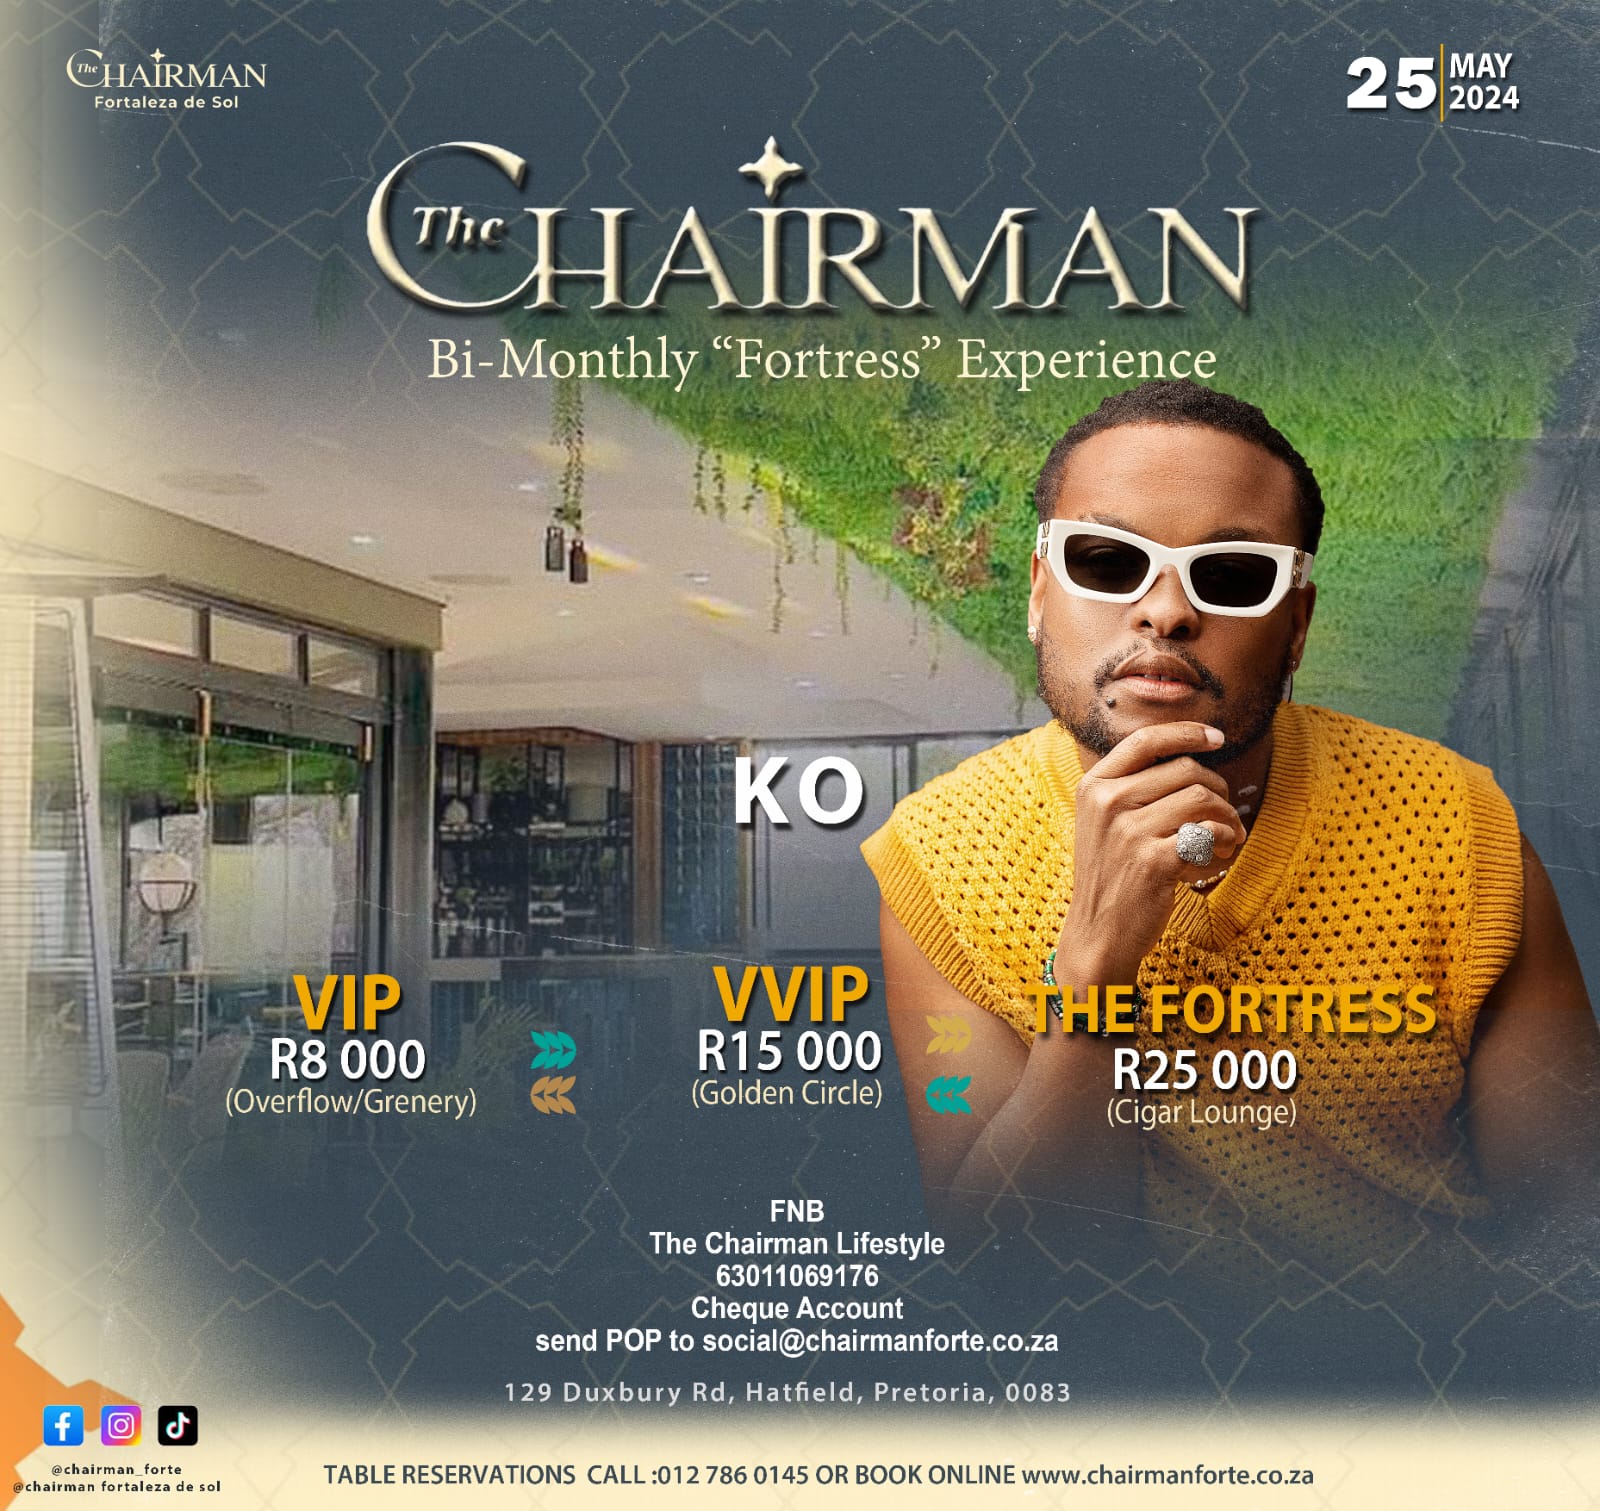 The CHAIRMAN
Fortaleza de Sol
25 MAY
2024
The CHAIRMAN
Bi-Monthly “Fortress” Experience
KO
VIP
R8 000
(Overflow/Grenery)
VVIP
R15 000
(Golden Circle)
THE FORTRESS
R25 000
(Cigar Lounge)
FNB
The Chairman Lifestyle
63011069176
Cheque Account
send POP to social@chairmanforte.co.za
129 Duxbury Rd, Hatfield, Pretoria, 0083
@chairman_forte
@chairman fortaleza de sol
TABLE RESERVATIONS CALL :012 786 0145 OR BOOK ONLINE www.chairmanforte.co.za